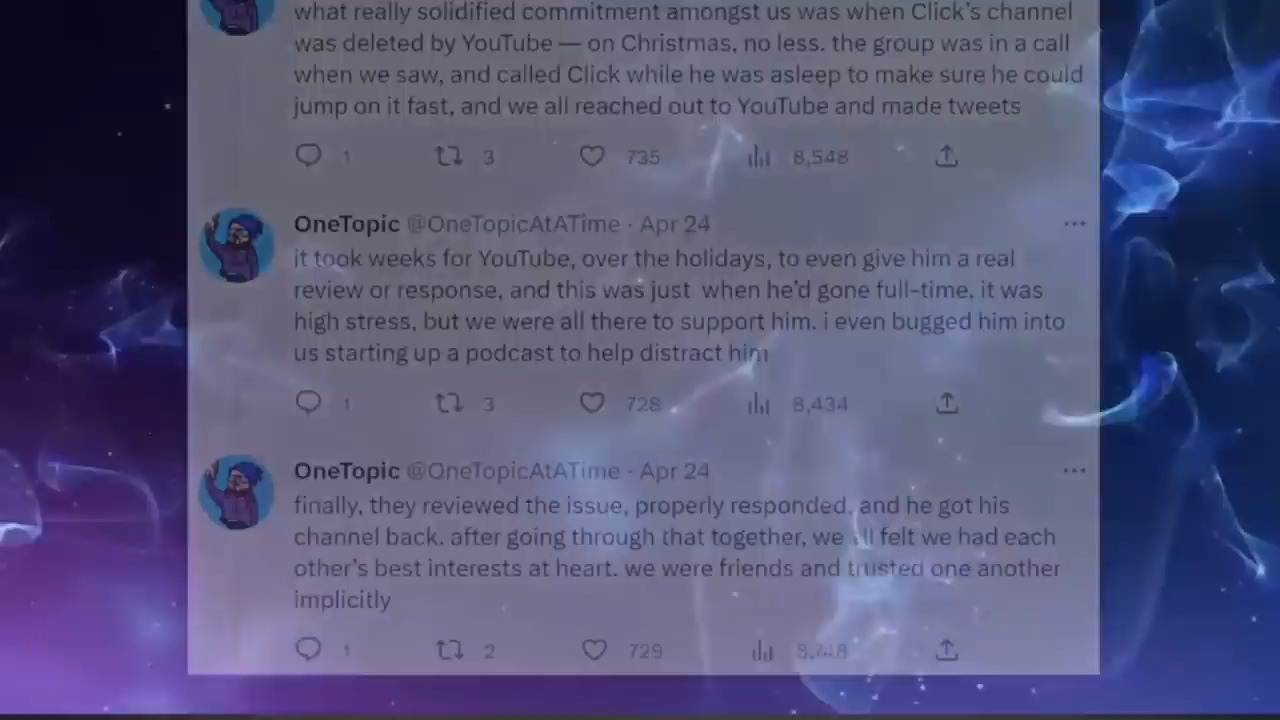 what really solidified commitment amongst us was when Click's channel
was deleted by YouTube — on Christmas, no less. the group was in a call
when we saw, and called Click while he was asleep to make sure he could
jump on it fast, and we all reached out to YouTube and made tweets
1 3 735 8,548
OneTopic @OneTopicAtATime · Apr 24 ...
it took weeks for YouTube, over the holidays, to even give him a real
review or response, and this was just when he'd gone full-time. it was
high stress, but we were all there to support him. i even bugged him into
us starting up a podcast to help distract him
1 3 728 8,434
OneTopic @OneTopicAtATime · Apr 24 ...
finally, they reviewed the issue, properly responded, and he got his
channel back. after going through that together, we all felt we had each
other's best interests at heart. we were friends and trusted one another
implicitly
1 2 729